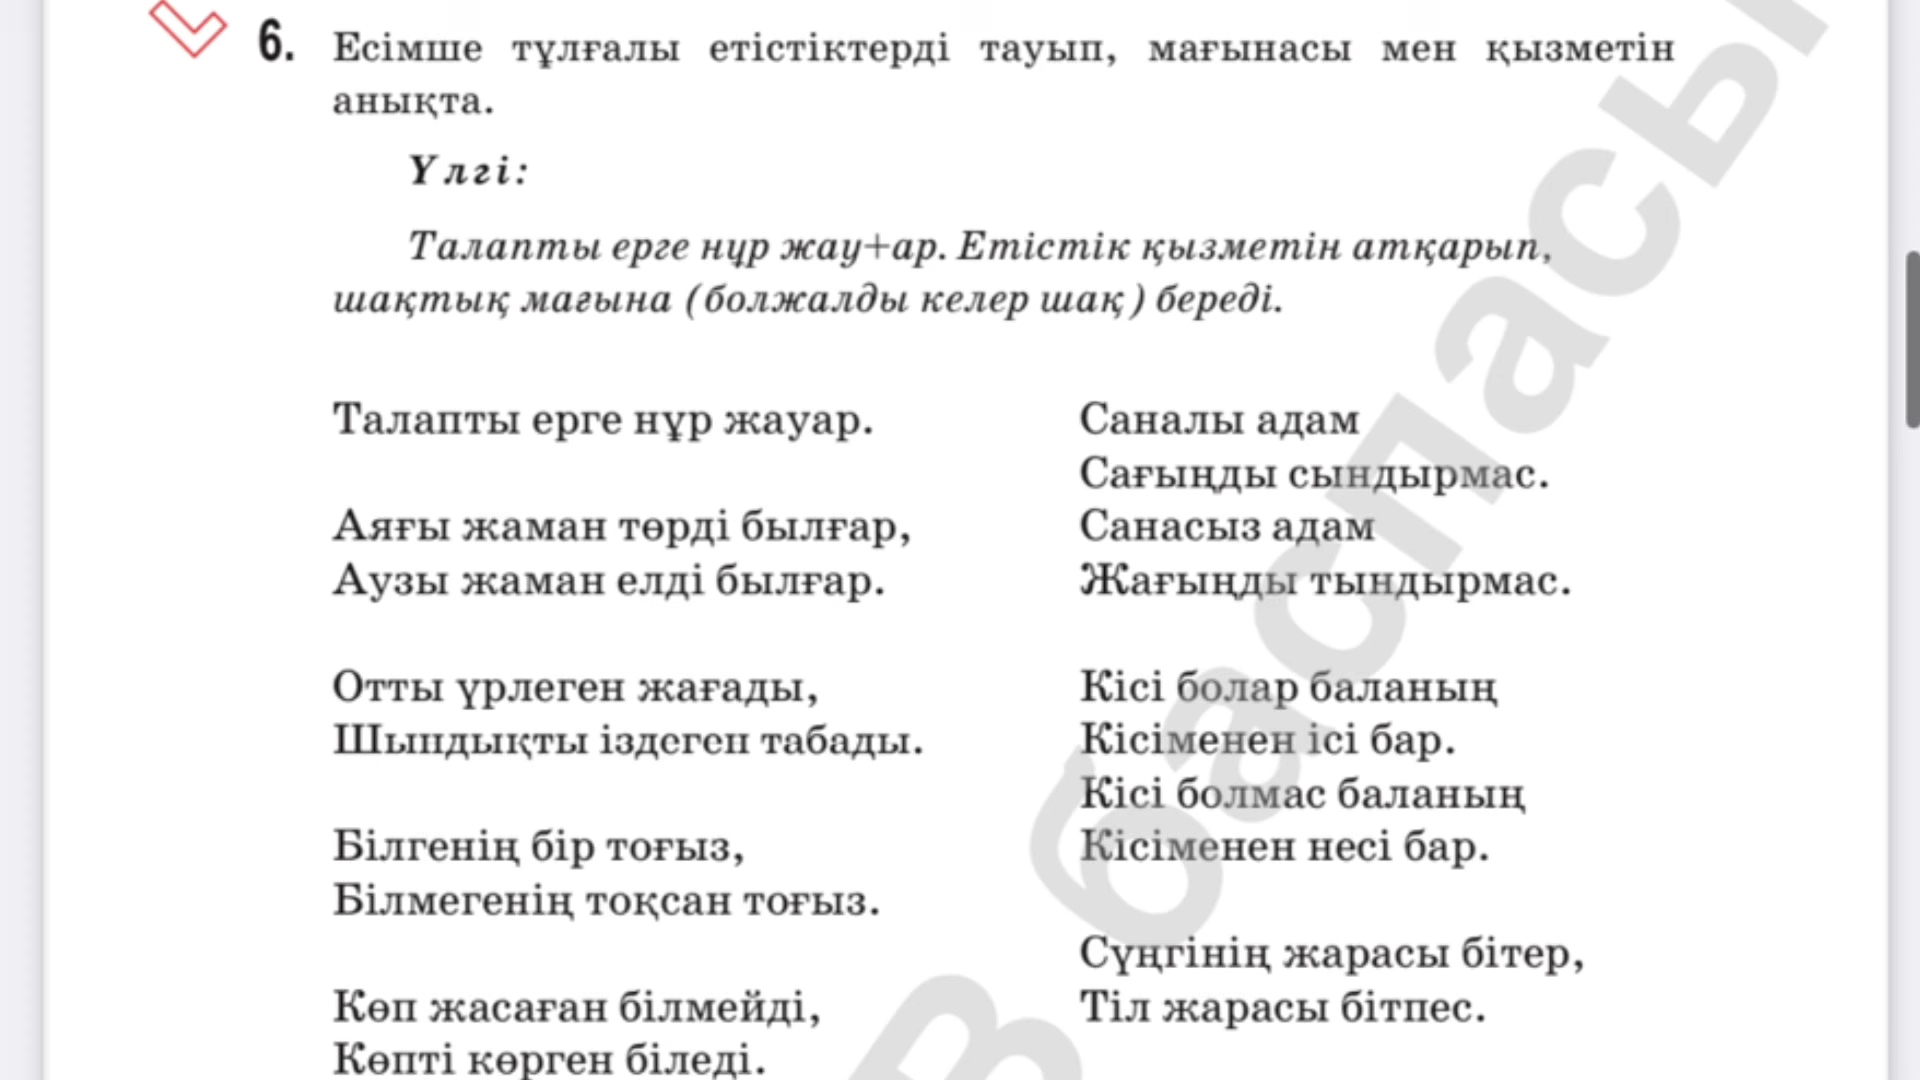 6. Есімше тұлғалы етістіктерді тауып, мағынасы мен қызметін
анықта.
Үлгі:
Талапты ерге нұр жау+ар. Етістік қызметін атқарып,
шақтық мағына (болжалды келер шақ) береді.
Талапты ерге нұр жауар.
Аяғы жаман төрді былғар,
Аузы жаман елді былғар.
Отты үрлеген жағады,
Шындықты іздеген табады.
Білгенің бір тоғыз,
Білмегенің тоқсан тоғыз.
Көп жасаған білмейді,
Көпті көрген біледі.
Саналы адам
Сағыңды сындырмас.
Санасыз адам
Жағыңды тындырмас.
Кісі болар баланың
Кісіменен ісі бар.
Кісі болмас баланың
Кісіменен несі бар.
Сүңгінің жарасы бітер,
Тіл жарасы бітпес.
баспасы